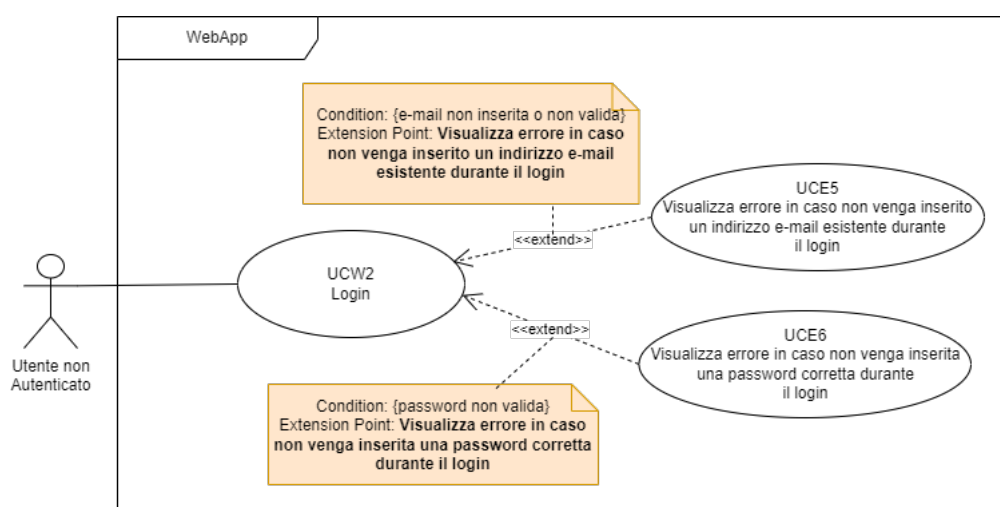 WebApp
Condition: {e-mail non inserita o non valida}
Extension Point: Visualizza errore in caso
non venga inserito un indirizzo e-mail
esistente durante il login
UCE5
Visualizza errore in caso non venga inserito
un indirizzo e-mail esistente durante
il login
<<extend>>
UCW2
Login
<<extend>>
UCE6
Visualizza errore in caso non venga inserita
una password corretta durante
il login
Utente non
Autenticato
Condition: {password non valida}
Extension Point: Visualizza errore in caso
non venga inserita una password corretta
durante il login